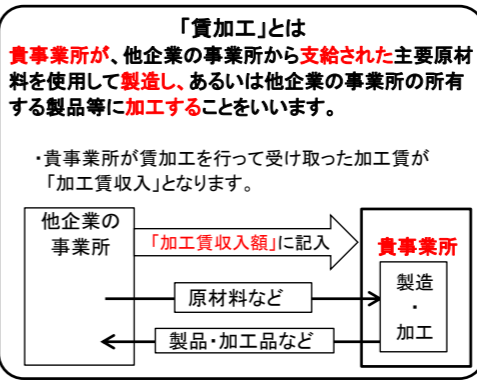 「賃加工」とは
貴事業所が、他企業の事業所から支給された主要原材
料を使用して製造し、あるいは他企業の事業所の所有
する製品等に加工することをいいます。
・貴事業所が賃加工を行って受け取った加工賃が
「加工賃収入」となります。
他企業の
事業所
「加工賃収入額」に記入
貴事業所
原材料など
製造
・
加工
製品・加工品など